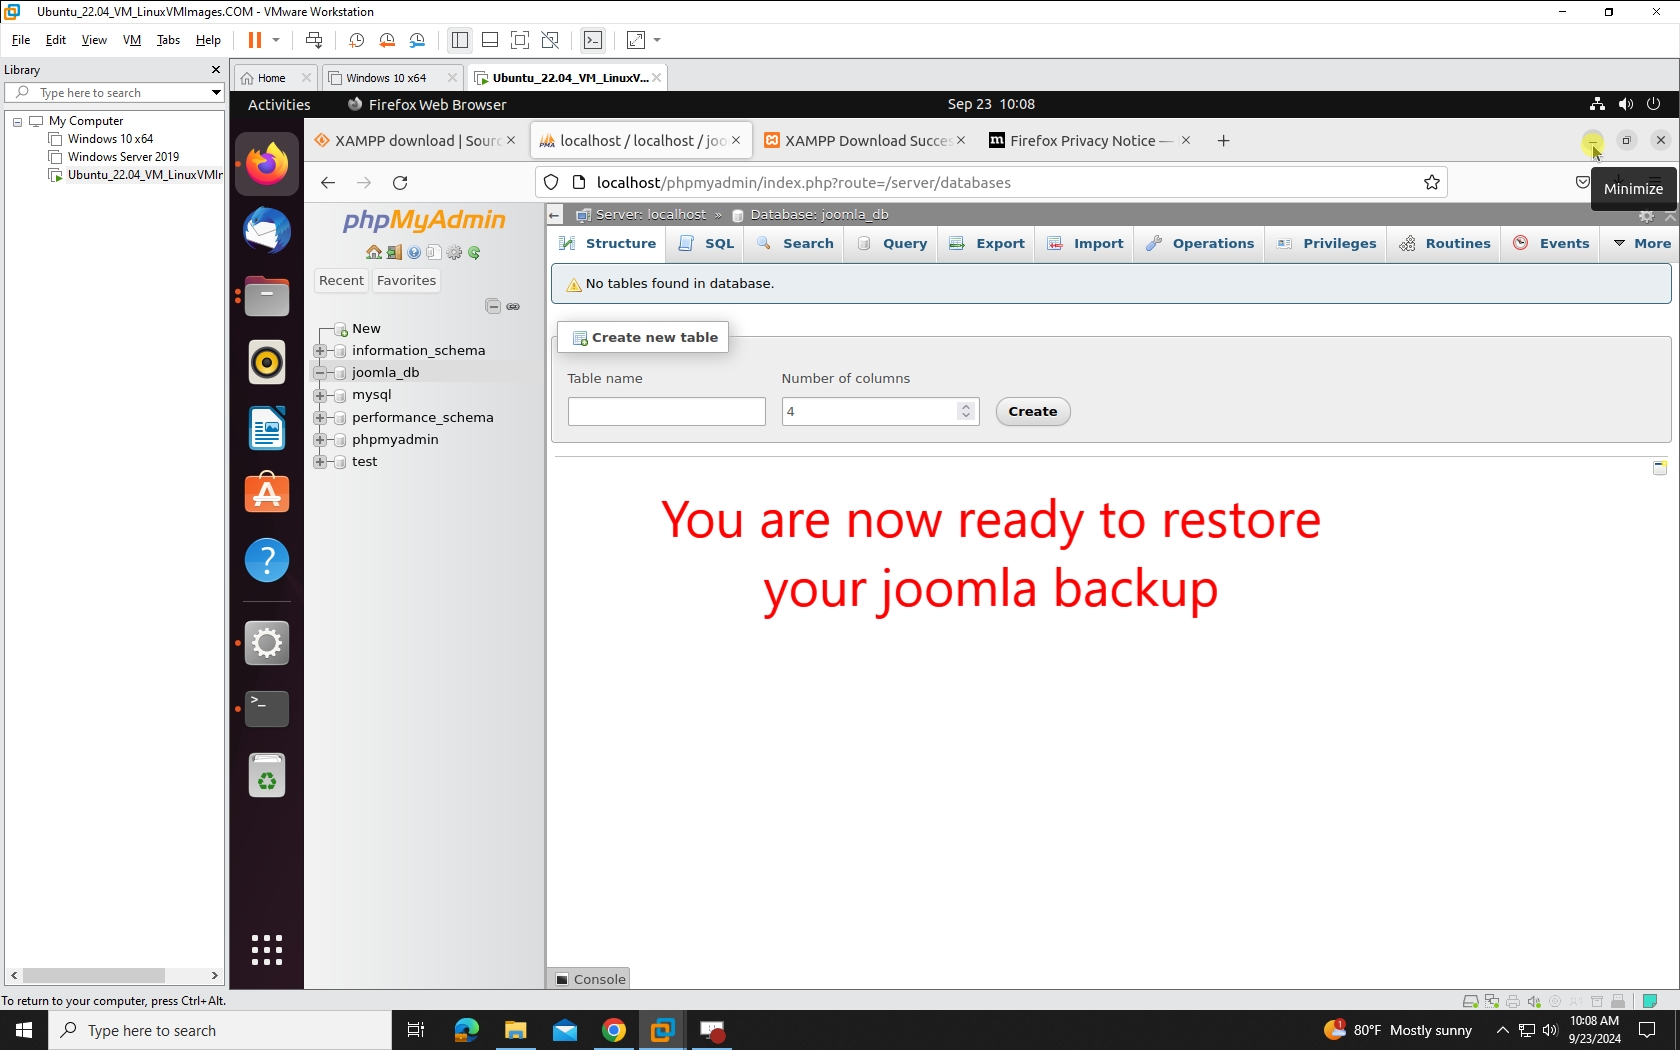 Ubuntu_22.04_VM_LinuxVMImages.COM - VMware Workstation
File Edit View VM Tabs Help
Library
Type here to search
My Computer
Windows 10 x64
Windows Server 2019
Ubuntu_22.04_VM_LinuxVMIr
Home
Windows 10 x64
Ubuntu_22.04_VM_LinuxV...
Activities
Firefox Web Browser
Sep 23 10:08
XAMPP download | Sourc
localhost / localhost / joo
XAMPP Download Succes
Firefox Privacy Notice —
localhost/phpmyadmin/index.php?route=/server/databases
Minimize
phpMyAdmin
Recent Favorites
New
information_schema
joomla_db
mysql
performance_schema
phpmyadmin
test
Server: localhost » Database: joomla_db
Structure SQL Search Query Export Import Operations Privileges Routines Events More
No tables found in database.
Create new table
Table name Number of columns
4 Create
You are now ready to restore
your joomla backup
Console
To return to your computer, press Ctrl+Alt.
Type here to search
80°F Mostly sunny
10:08 AM
9/23/2024